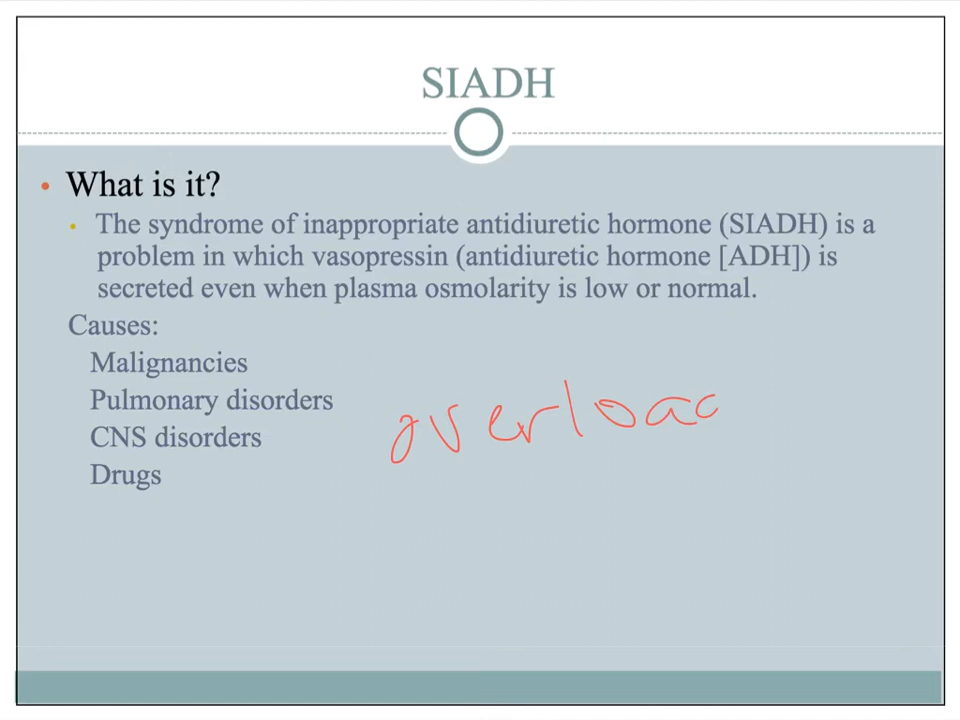 SIADH
• What is it?
• The syndrome of inappropriate antidiuretic hormone (SIADH) is a
problem in which vasopressin (antidiuretic hormone [ADH]) is
secreted even when plasma osmolarity is low or normal.
Causes:
Malignancies
Pulmonary disorders
overloac
CNS disorders
Drugs